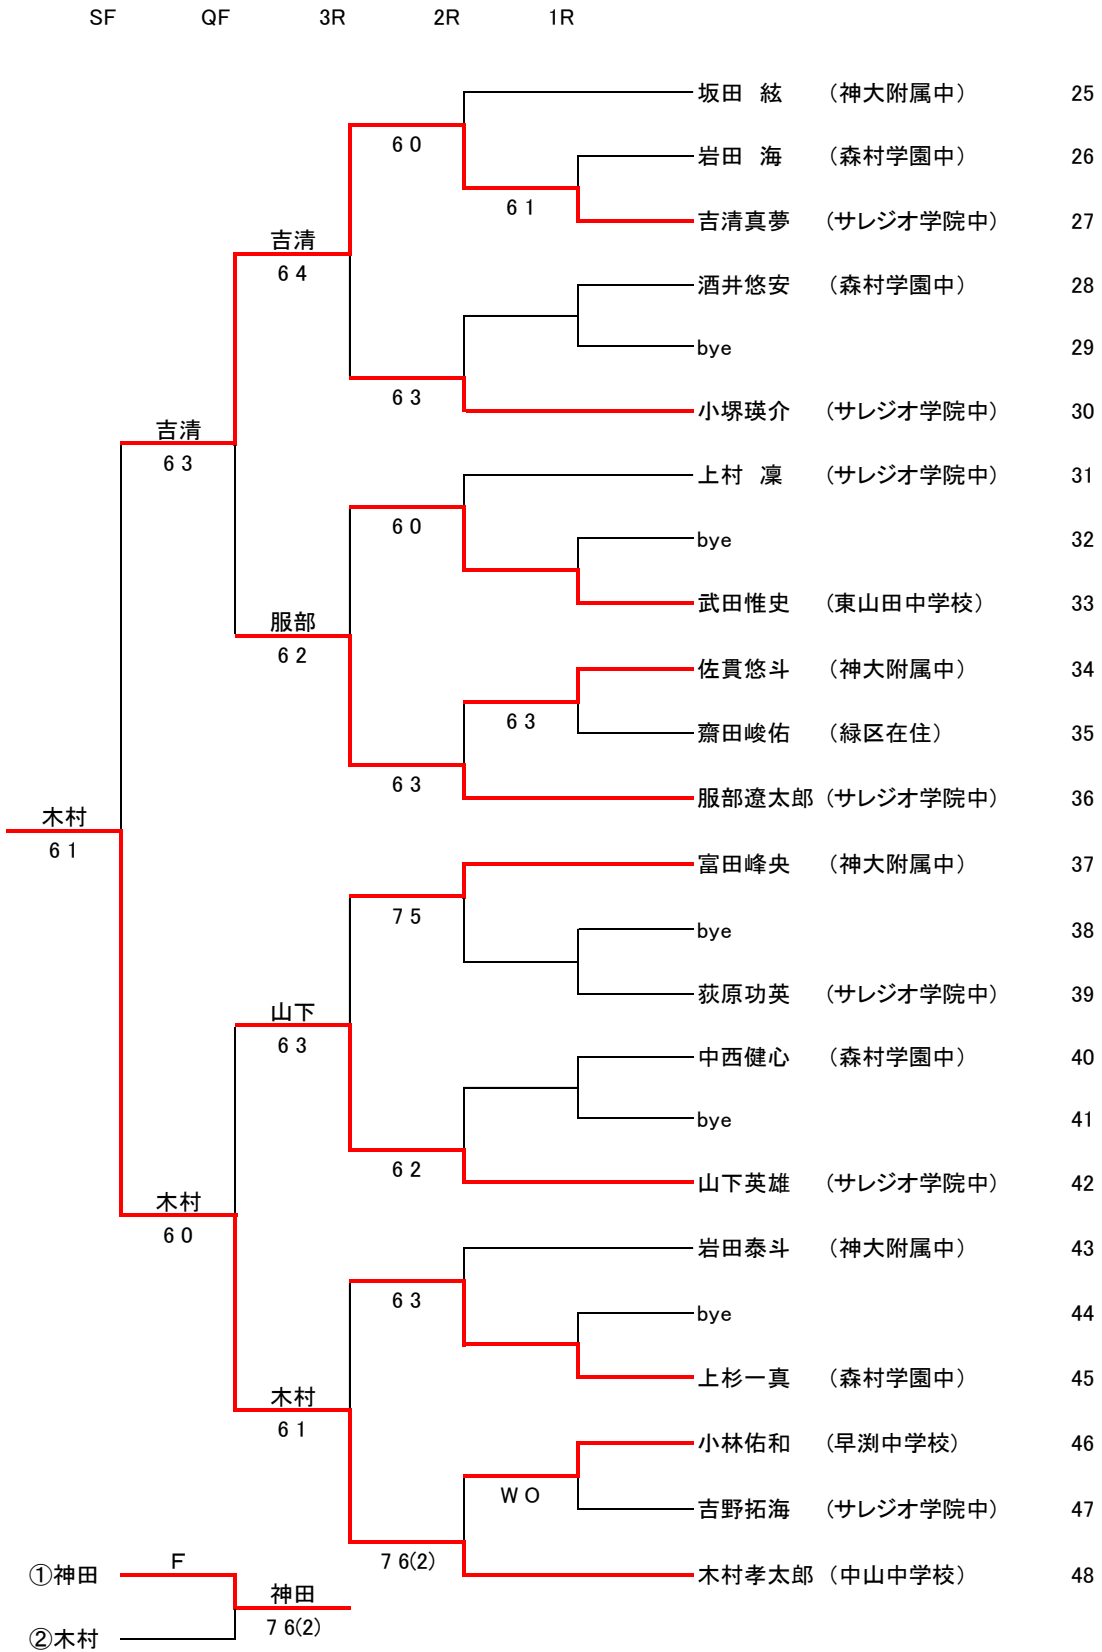 SF QF 3R 2R 1R
坂田　紘 （神大附属中） 25
6 0
岩田　海 （森村学園中） 26
6 1
吉清真夢 （サレジオ学院中） 27
吉清
6 4
酒井悠安 （森村学園中） 28
bye 29
6 3
小堺瑛介 （サレジオ学院中） 30
吉清
6 3
上村　凜 （サレジオ学院中） 31
6 0
bye 32
武田惟史 （東山田中学校） 33
服部
6 2
佐貫悠斗 （神大附属中） 34
6 3
齋田峻佑 （緑区在住） 35
6 3
服部遼太郎 （サレジオ学院中） 36
木村
6 1
富田峰央 （神大附属中） 37
7 5
bye 38
荻原功英 （サレジオ学院中） 39
山下
6 3
中西健心 （森村学園中） 40
bye 41
6 2
山下英雄 （サレジオ学院中） 42
木村
6 0
岩田泰斗 （神大附属中） 43
6 3
bye 44
上杉一真 （森村学園中） 45
木村
6 1
小林佑和 （早渕中学校） 46
W O
吉野拓海 （サレジオ学院中） 47
7 6(2)
木村孝太郎 （中山中学校） 48
①神田 F
神田
7 6(2)
②木村